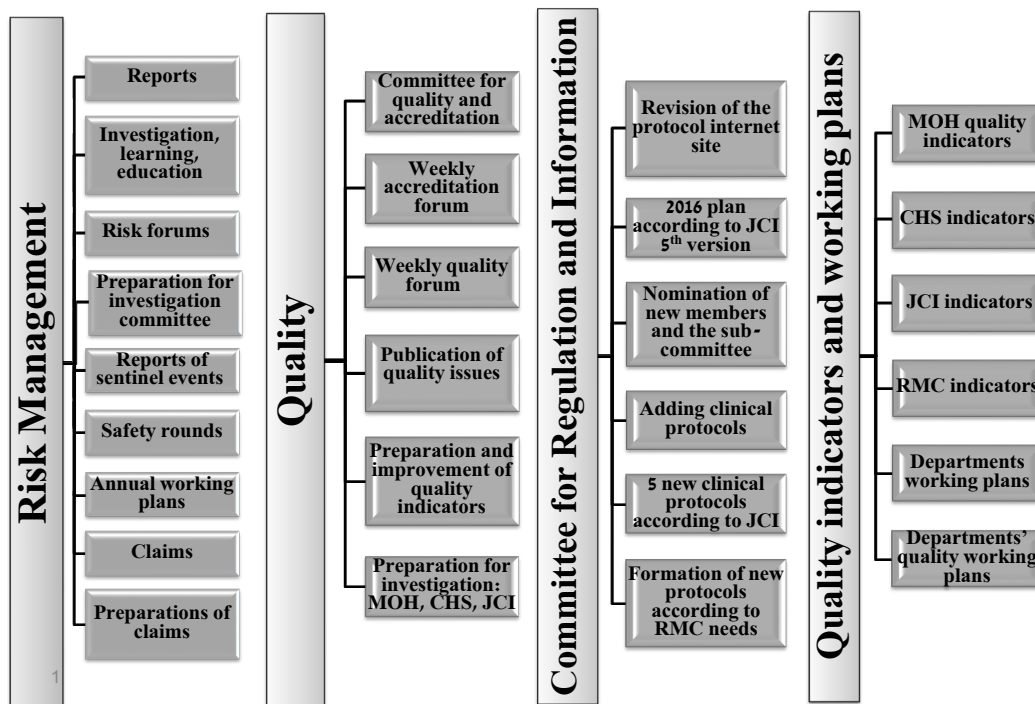 Risk Management
Reports
Investigation,
learning,
education
Risk forums
Preparation for
investigation
committee
Reports of
sentinel events
Safety rounds
Annual working
plans
Claims
Preparations of
claims
1
Quality
Committee for
quality and
accreditation
Weekly
accreditation
forum
Weekly quality
forum
Publication of
quality issues
Preparation and
improvement of
quality
indicators
Preparation for
investigation:
MOH, CHS, JCI
Committee for Regulation and Information
Revision of the
protocol internet
site
2016 plan
according to JCI
5th version
Nomination of
new members
and the sub-
committee
Adding clinical
protocols
5 new clinical
protocols
according to JCI
Formation of new
protocols
according to
RMC needs
Quality indicators and working plans
MOH quality
indicators
CHS indicators
JCI indicators
RMC indicators
Departments
working plans
Departments’
quality working
plans